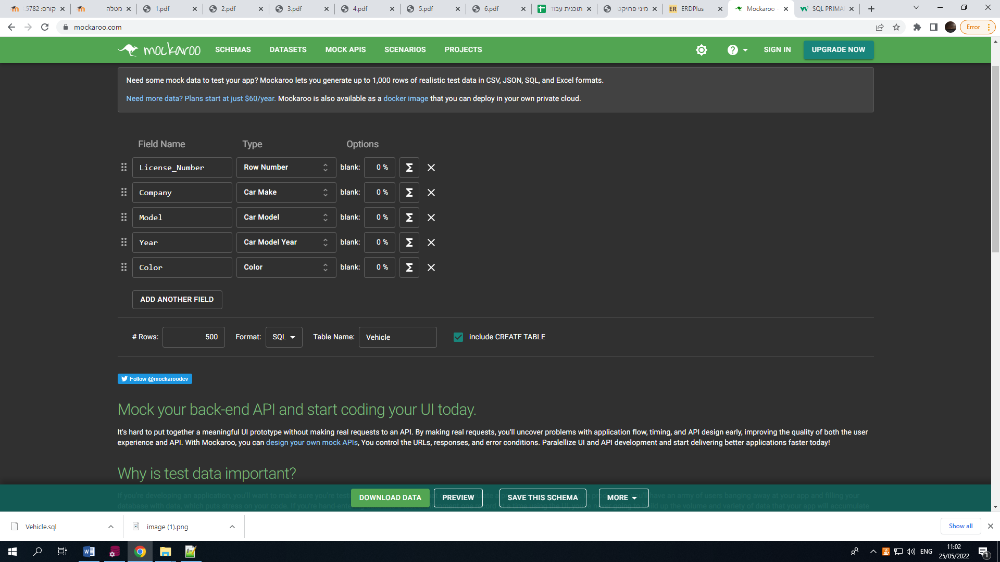 קורס: 5782.
מטלה
1.pdf
2.pdf
3.pdf
4.pdf
5.pdf
6.pdf
תוכנית עבוד
מיני פרויקט
ER ERDPlus
Mockaroo -
SQL PRIMA
mockaroo.com
Error
mockaroo SCHEMAS DATASETS MOCK APIS SCENARIOS PROJECTS SIGN IN UPGRADE NOW
Need some mock data to test your app? Mockaroo lets you generate up to 1,000 rows of realistic test data in CSV, JSON, SQL, and Excel formats.
Need more data? Plans start at just $60/year. Mockaroo is also available as a docker image that you can deploy in your own private cloud.
Field Name Type Options
License_Number Row Number blank: 0 % Σ
Company Car Make blank: 0 % Σ
Model Car Model blank: 0 % Σ
Year Car Model Year blank: 0 % Σ
Color Color blank: 0 % Σ
ADD ANOTHER FIELD
# Rows: 500 Format: SQL Table Name: Vehicle include CREATE TABLE
Follow @mockaroodev
Mock your back-end API and start coding your UI today.
It's hard to put together a meaningful UI prototype without making real requests to an API. By making real requests, you'll uncover problems with application flow, timing, and API design early, improving the quality of both the user
experience and API. With Mockaroo, you can design your own mock APIs, You control the URLs, responses, and error conditions. Paralellize UI and API development and start delivering better applications faster today!
Why is test data important?
If you're developing an application, you'll want to make sure you're have an army of users banging away at your app and filling your
database with data, which puts stress on your code. If you're up the volume and variety of data that your app will accumulate
DOWNLOAD DATA PREVIEW SAVE THIS SCHEMA MORE
Vehicle.sql
image (1).png
Show all
ENG
11:02
25/05/2022
1